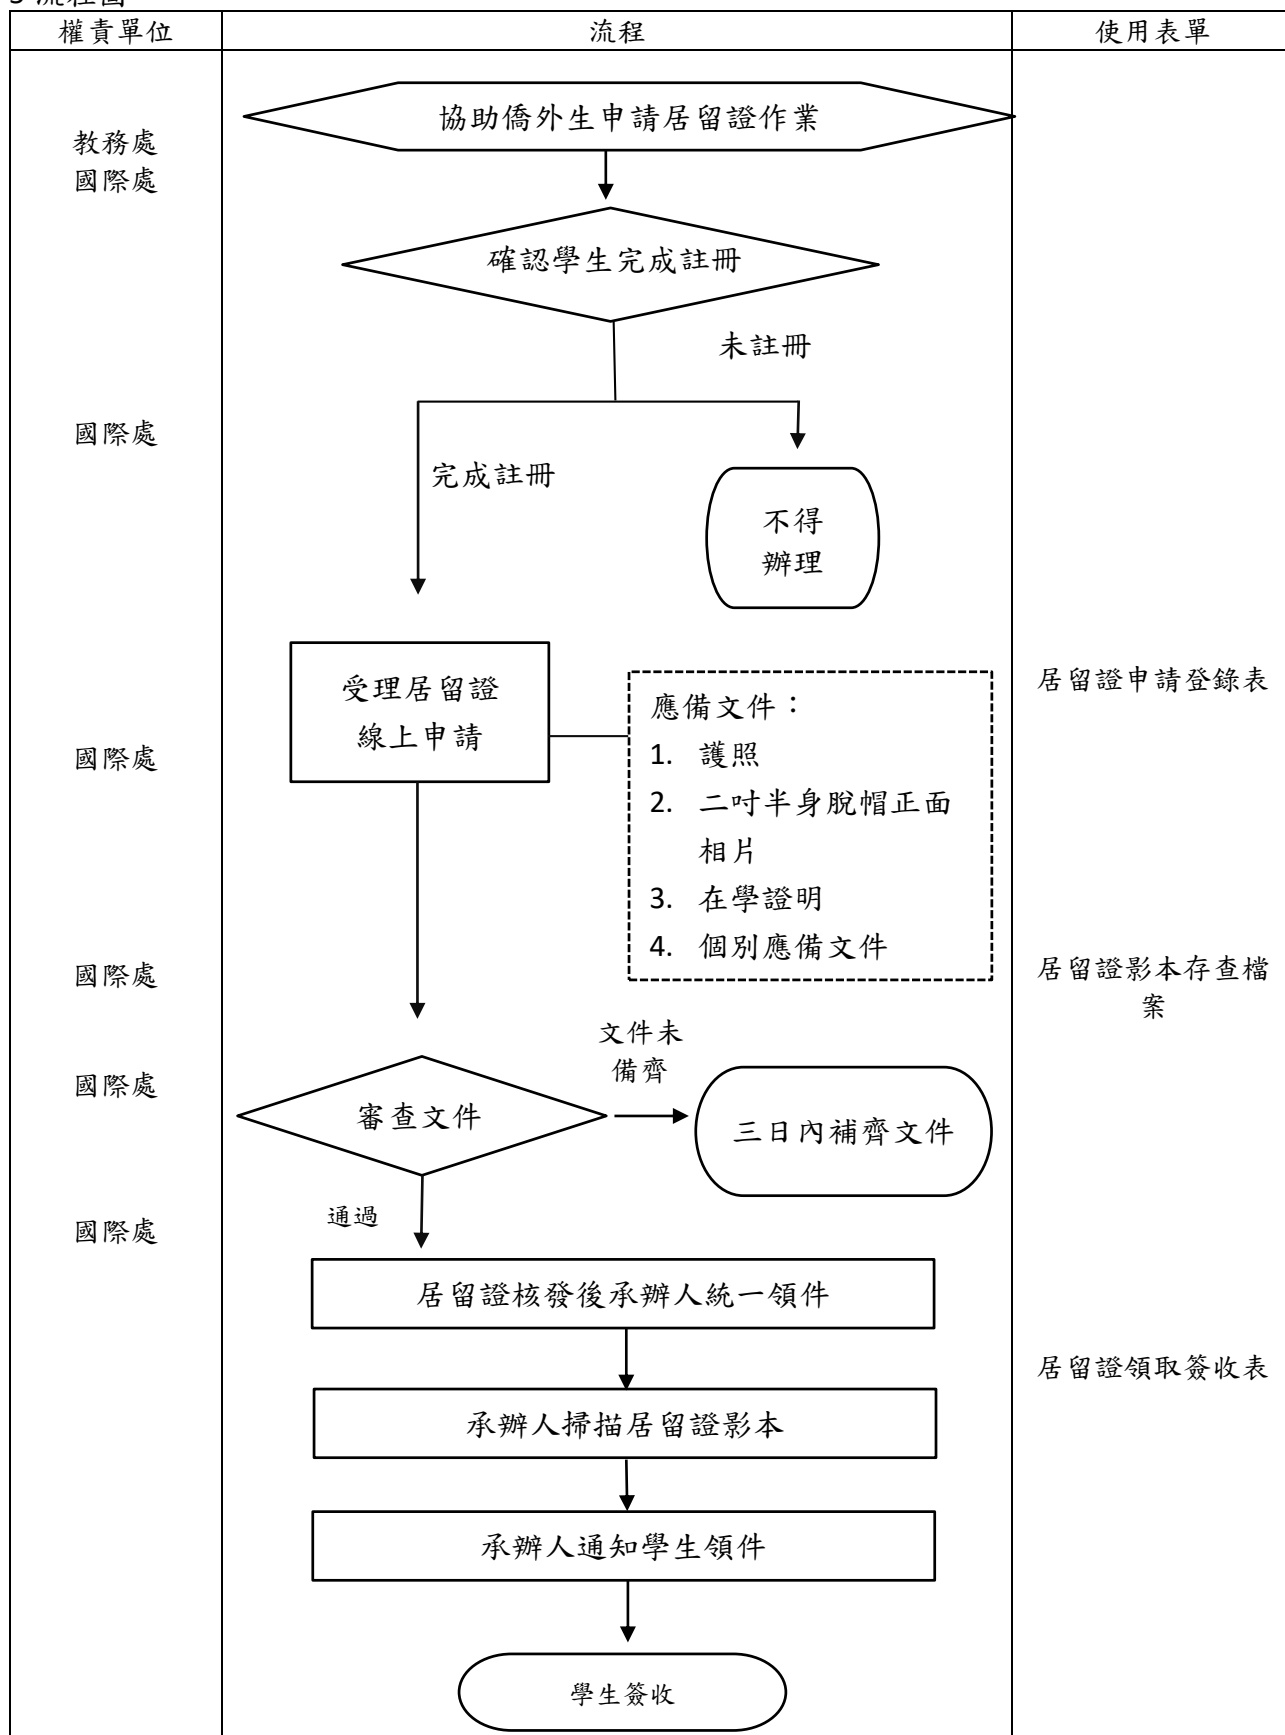 權責單位
流程
使用表單
協助僑外生申請居留證作業
教務處
國際處
確認學生完成註冊
未註冊
國際處
完成註冊
不得
辦理
受理居留證
線上申請
應備文件：
1. 護照
2. 二吋半身脫帽正面
相片
3. 在學證明
4. 個別應備文件
居留證申請登錄表
國際處
國際處
居留證影本存查檔
案
文件未
備齊
國際處
審查文件
三日內補齊文件
通過
國際處
居留證核發後承辦人統一領件
居留證領取簽收表
承辦人掃描居留證影本
承辦人通知學生領件
學生簽收